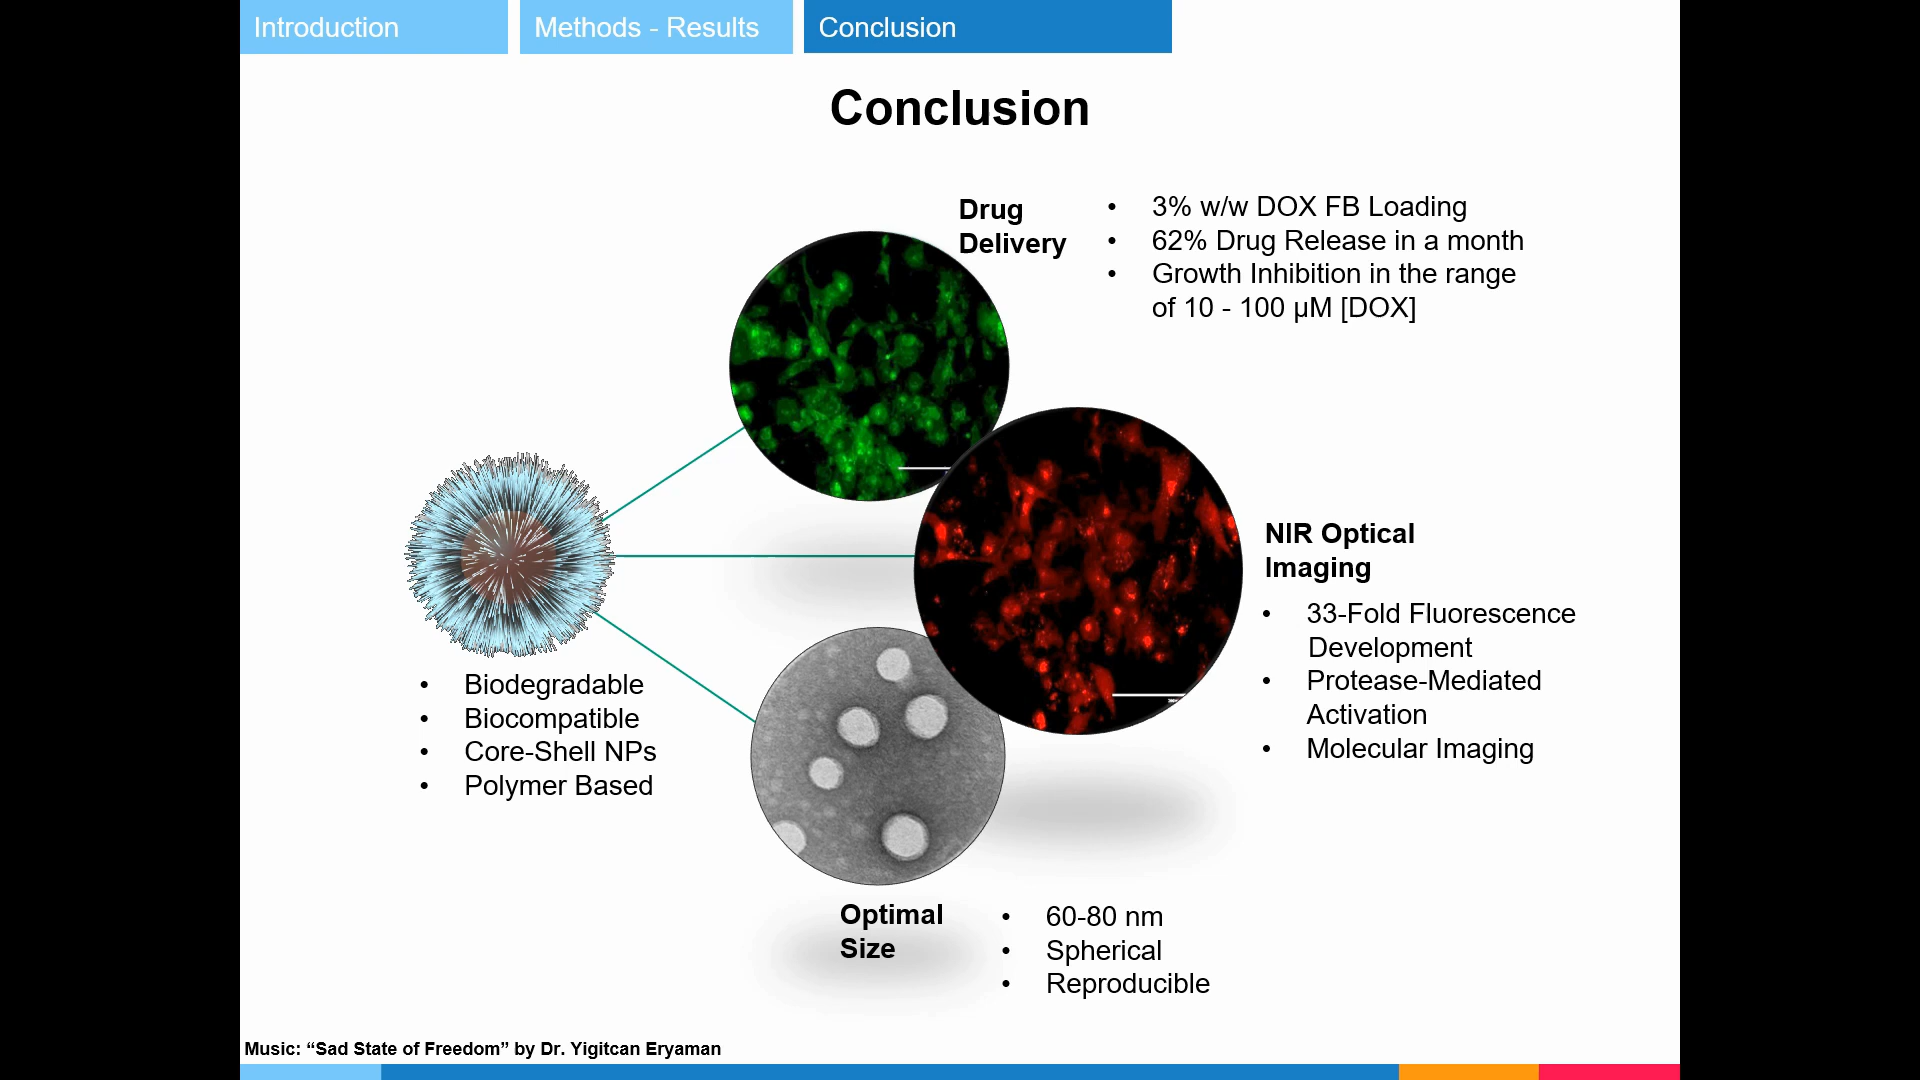 Introduction
Methods - Results
Conclusion
Conclusion
Drug
Delivery
• 3% w/w DOX FB Loading
• 62% Drug Release in a month
• Growth Inhibition in the range
of 10 - 100 µM [DOX]
NIR Optical
Imaging
• 33-Fold Fluorescence
Development
• Protease-Mediated
Activation
• Molecular Imaging
• Biodegradable
• Biocompatible
• Core-Shell NPs
• Polymer Based
Optimal
Size
• 60-80 nm
• Spherical
• Reproducible
Music: “Sad State of Freedom” by Dr. Yigitcan Eryaman